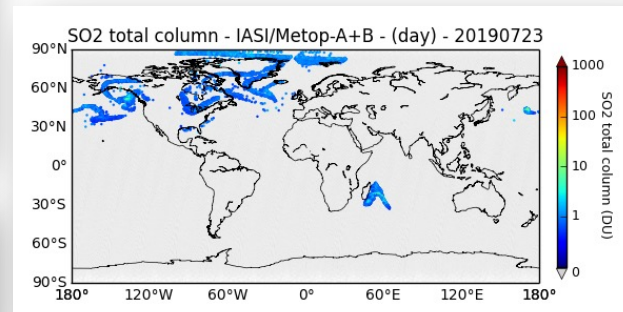 SO2 total column - IASI/Metop-A+B - (day) - 20190723
90°N
60°N
30°N
0°
30°S
60°S
90°S
180° 120°W 60°W 0° 60°E 120°E 180°
1000
100
10
1
0
SO2 total column (DU)